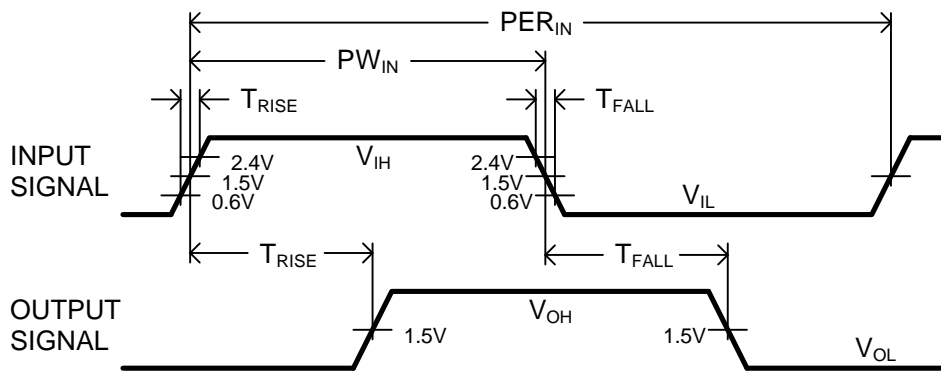 PER_IN
PW_IN
T_RISE
T_FALL
INPUT
SIGNAL
V_IH
2.4V
1.5V
0.6V
2.4V
1.5V
0.6V
V_IL
T_RISE
T_FALL
OUTPUT
SIGNAL
V_OH
1.5V
1.5V
V_OL